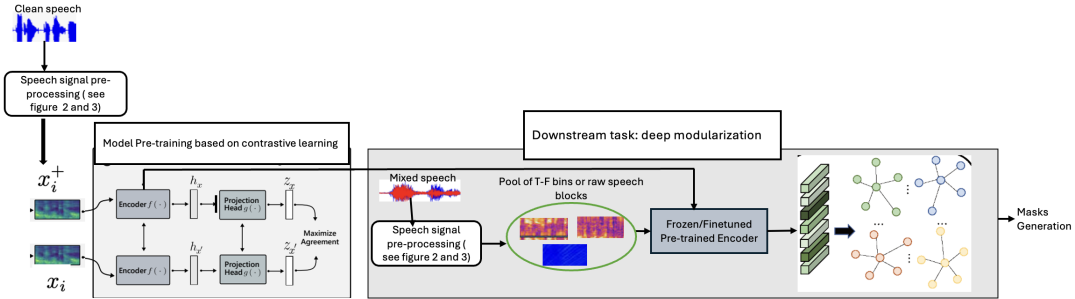 Clean speech
Speech signal pre-
processing ( see
figure 2 and 3)
x_i^+
x_i
Model Pre-training based on contrastive learning
h_x
z_x
Encoder f(·)
Projection
Head g(·)
Maximize
Agreement
h_x'
z_x'
Encoder f(·)
Projection
Head g(·)
Downstream task: deep modularization
Mixed speech
Speech signal
pre-processing (
see figure 2 and 3)
Pool of T-F bins or raw speech
blocks
Frozen/Finetuned
Pre-trained Encoder
Masks
Generation